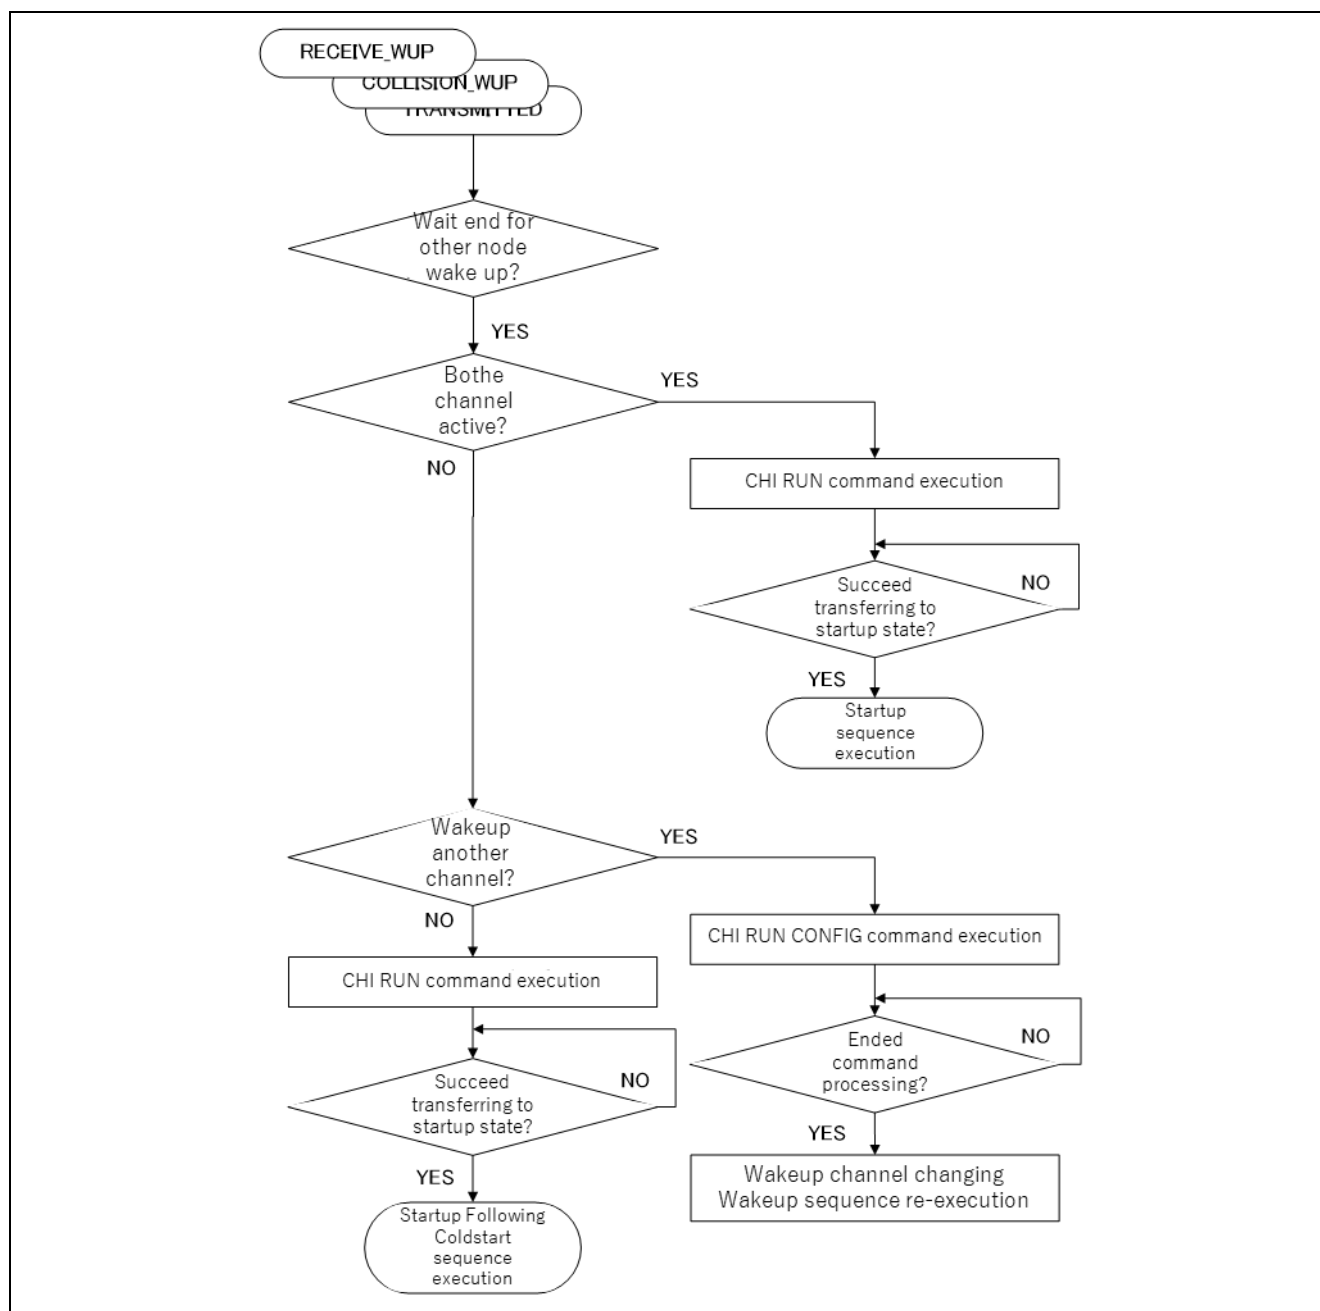 RECEIVE_WUP
COLLISION_WUP
TRANSMITTED
Wait end for
other node
wake up?
YES
Bothe
channel
active?
YES
NO
CHI RUN command execution
Succeed
transferring to
startup state?
NO
YES
Startup
sequence
execution
Wakeup
another
channel?
YES
NO
CHI RUN CONFIG command execution
CHI RUN command execution
Ended
command
processing?
NO
Succeed
transferring to
startup state?
NO
YES
Wakeup channel changing
Wakeup sequence re-execution
YES
Startup Following
Coldstart
sequence
execution